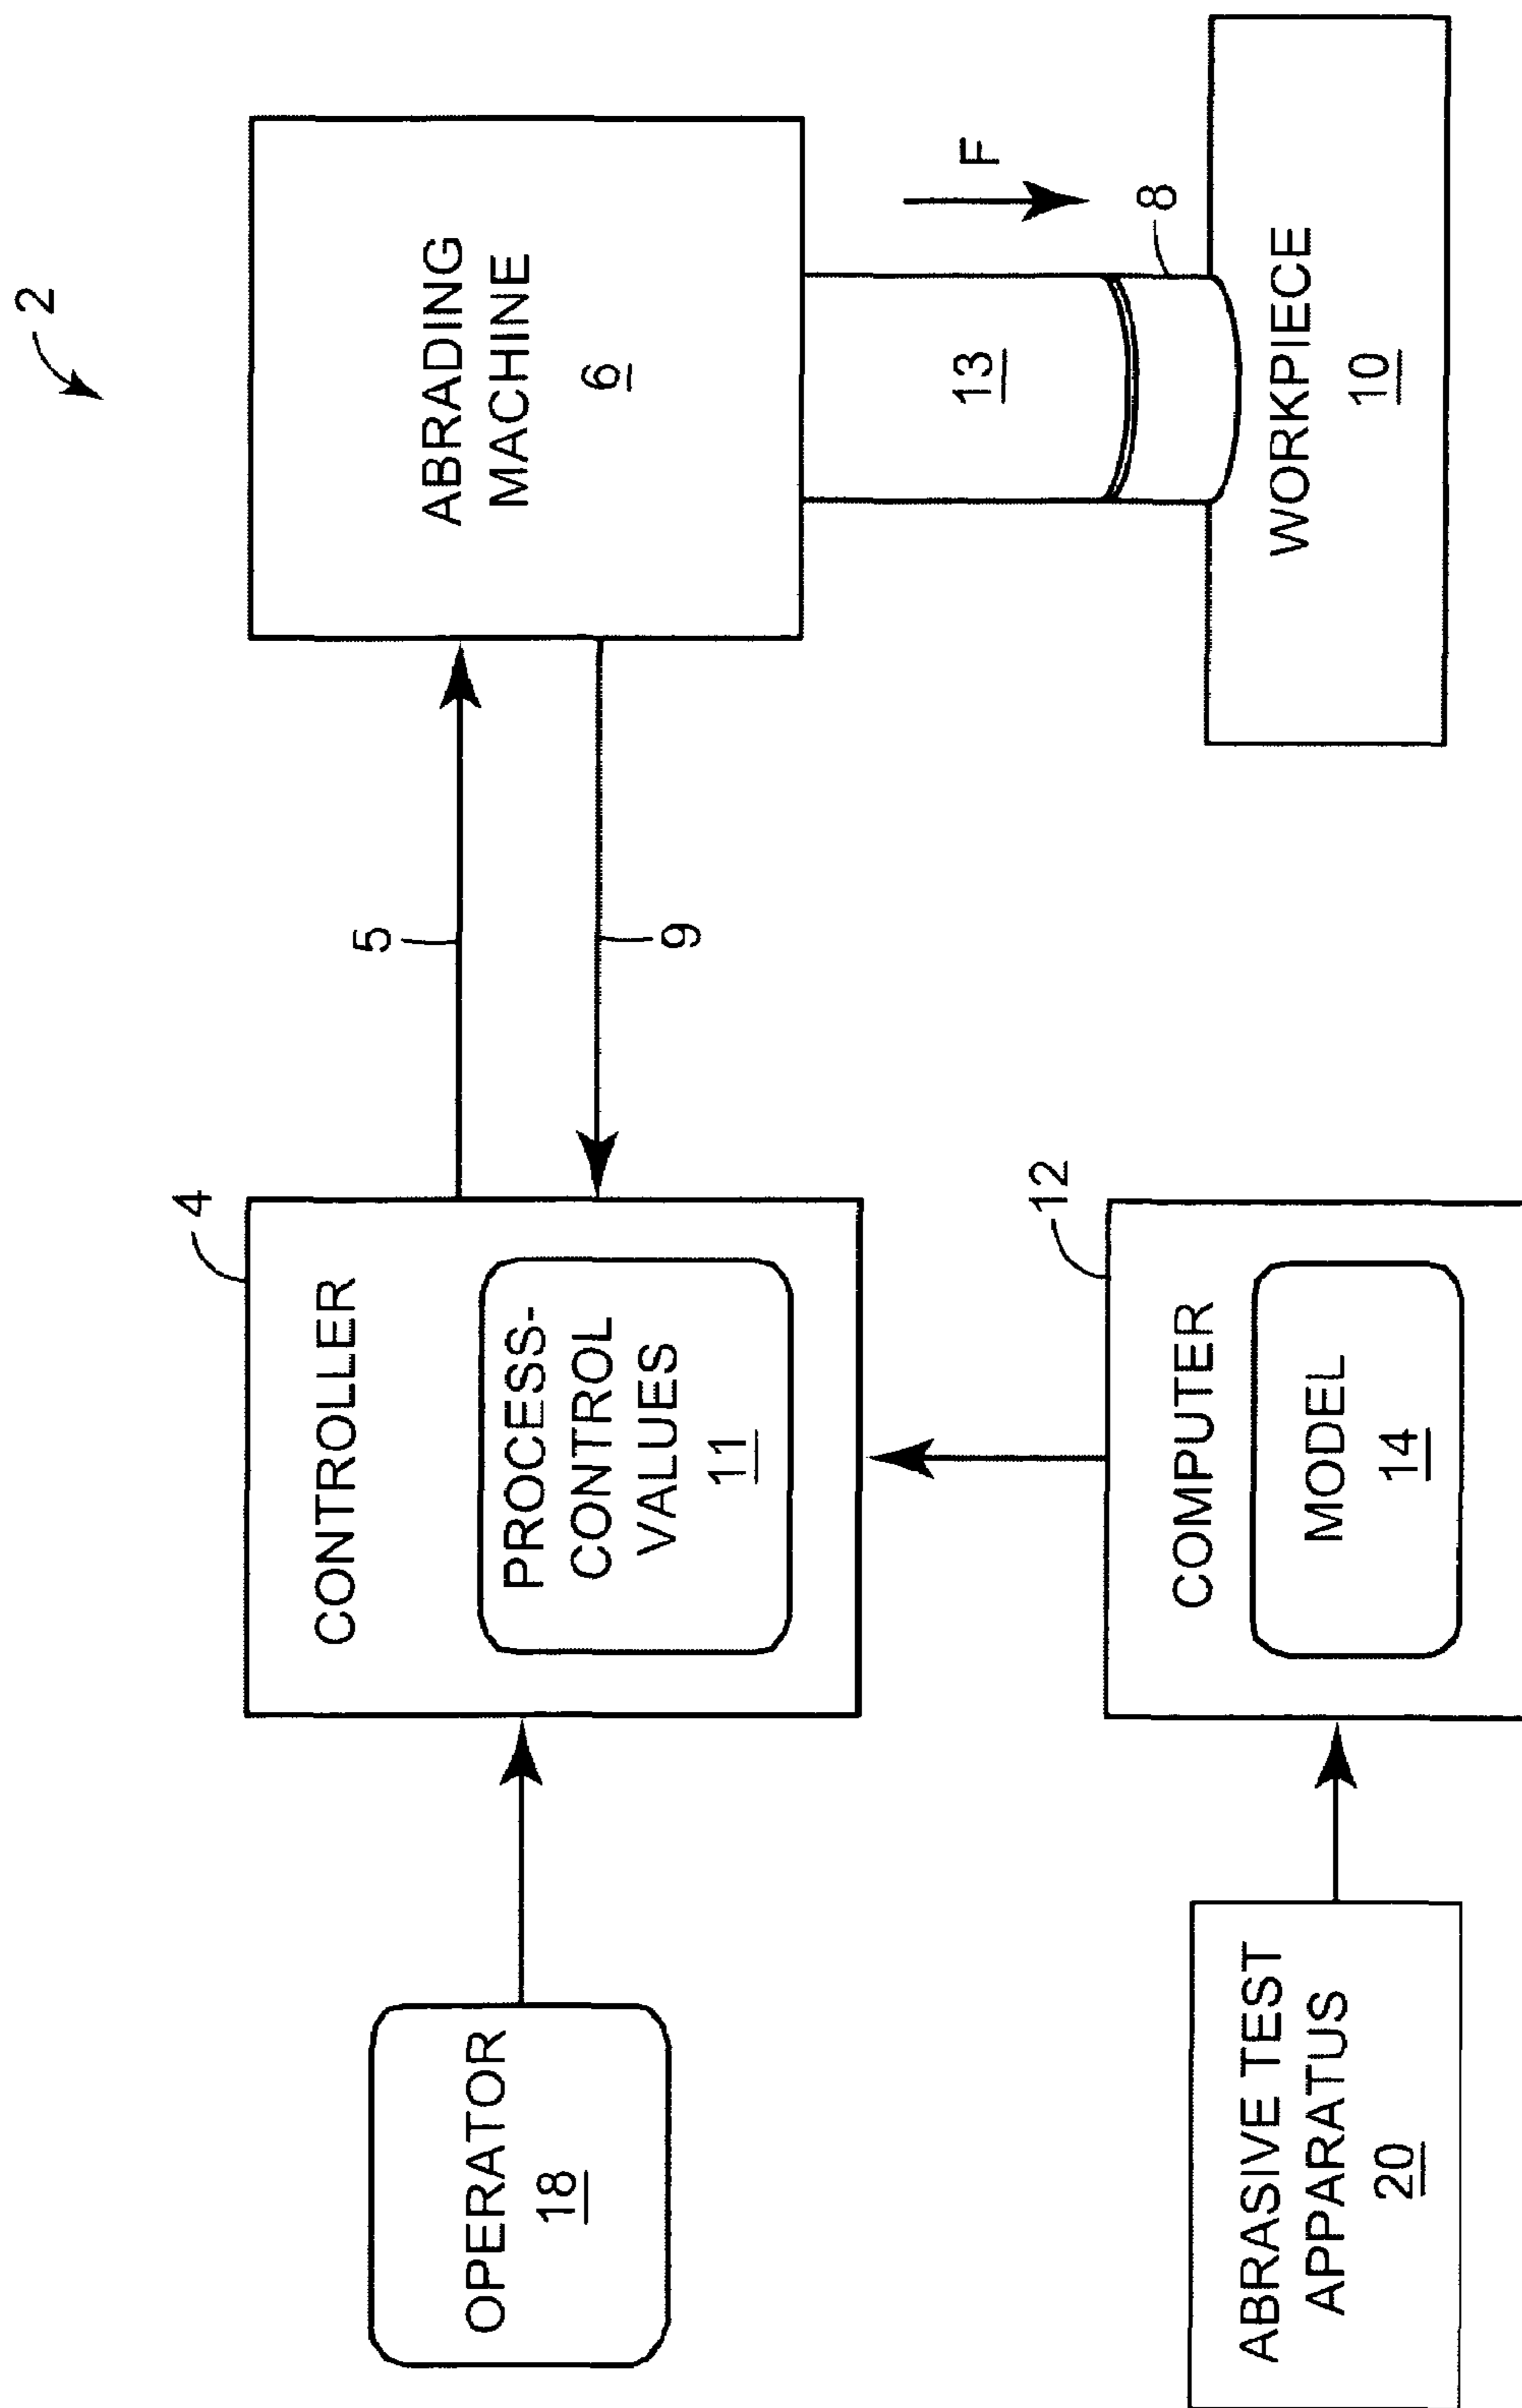 2
OPERATOR
18
4
CONTROLLER
PROCESS-
CONTROL
VALUES
11
5
9
ABRADING
MACHINE
6
13
F
8
WORKPIECE
10
ABRASIVE TEST
APPARATUS
20
12
COMPUTER
MODEL
14